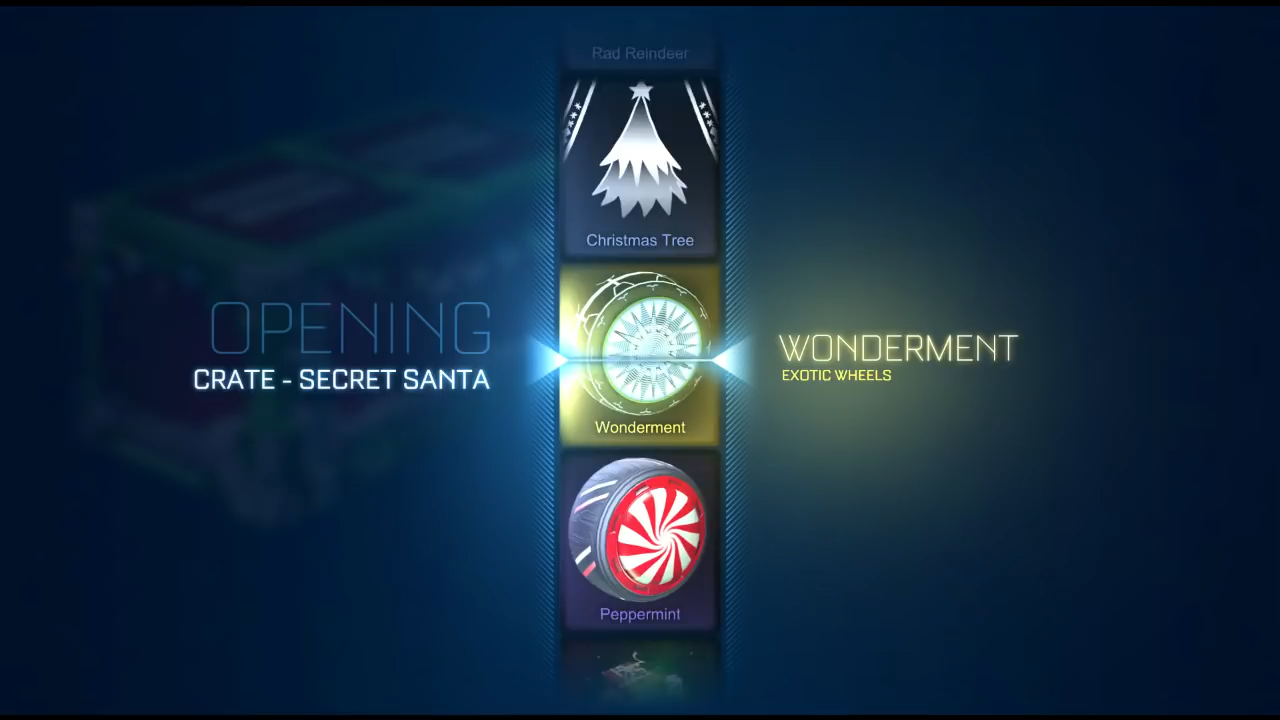 Rad Reindeer
Christmas Tree
OPENING
CRATE - SECRET SANTA
WONDERMENT
EXOTIC WHEELS
Wonderment
Peppermint